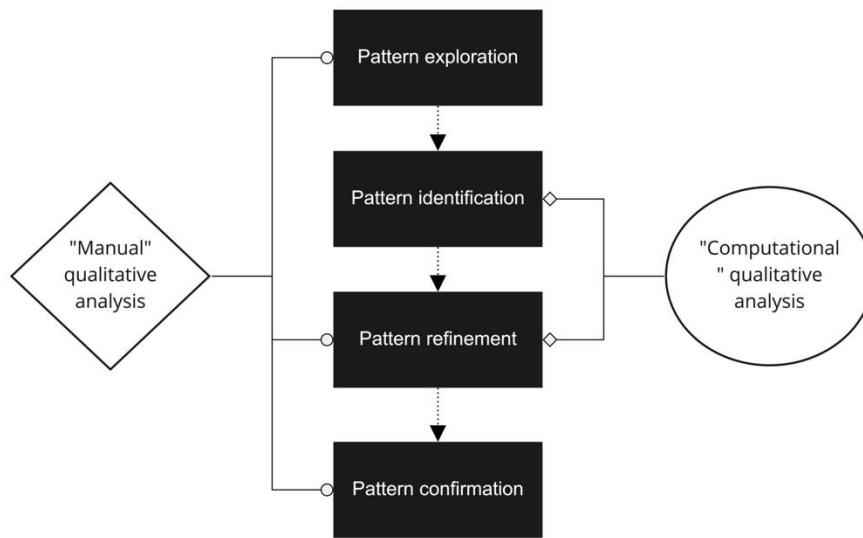 Pattern exploration
Pattern identification
"Manual"
qualitative
analysis
"Computational
" qualitative
analysis
Pattern refinement
Pattern confirmation